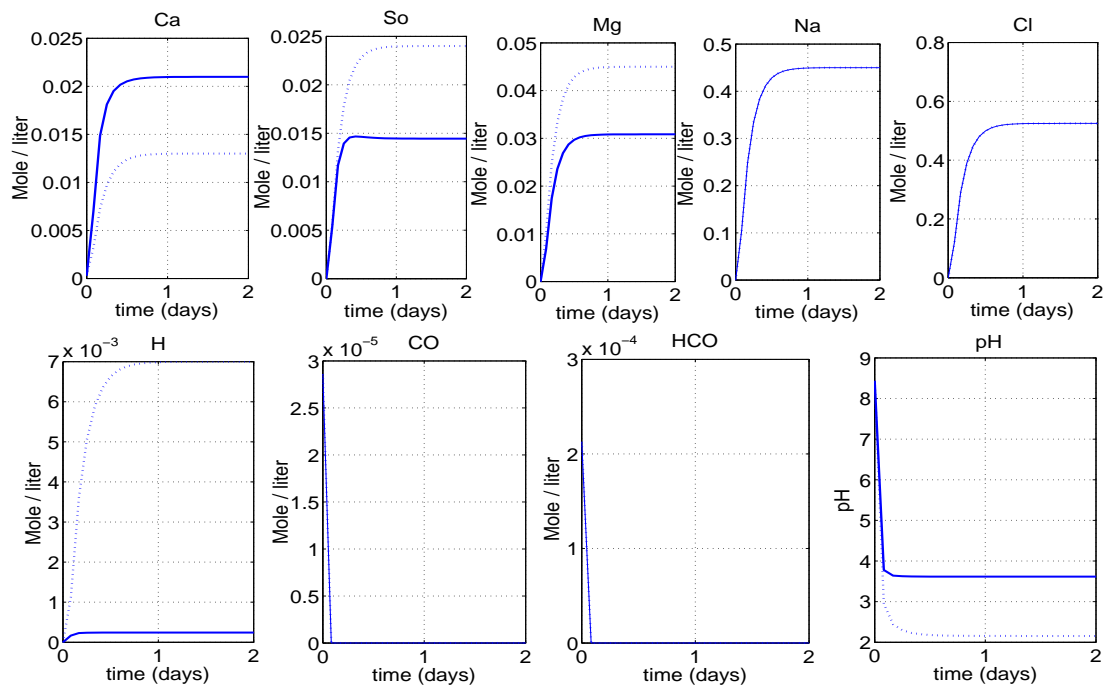 Ca
0.025
0.02
0.015
0.01
0.005
0
0 1 2
Mole / liter
time (days)
So
0.025
0.02
0.015
0.01
0.005
0
0 1 2
Mole / liter
time (days)
Mg
0.05
0.04
0.03
0.02
0.01
0
0 1 2
Mole / liter
time (days)
Na
0.5
0.4
0.3
0.2
0.1
0
0 1 2
Mole / liter
time (days)
Cl
0.8
0.6
0.4
0.2
0
0 1 2
Mole / liter
time (days)
H
x 10⁻³
7
6
5
4
3
2
1
0
0 1 2
Mole / liter
time (days)
CO
x 10⁻⁵
3
2.5
2
1.5
1
0.5
0
0 1 2
Mole / liter
time (days)
HCO
x 10⁻⁴
3
2
1
0
0 1 2
Mole / liter
time (days)
pH
9
8
7
6
5
4
3
2
0 1 2
pH
time (days)